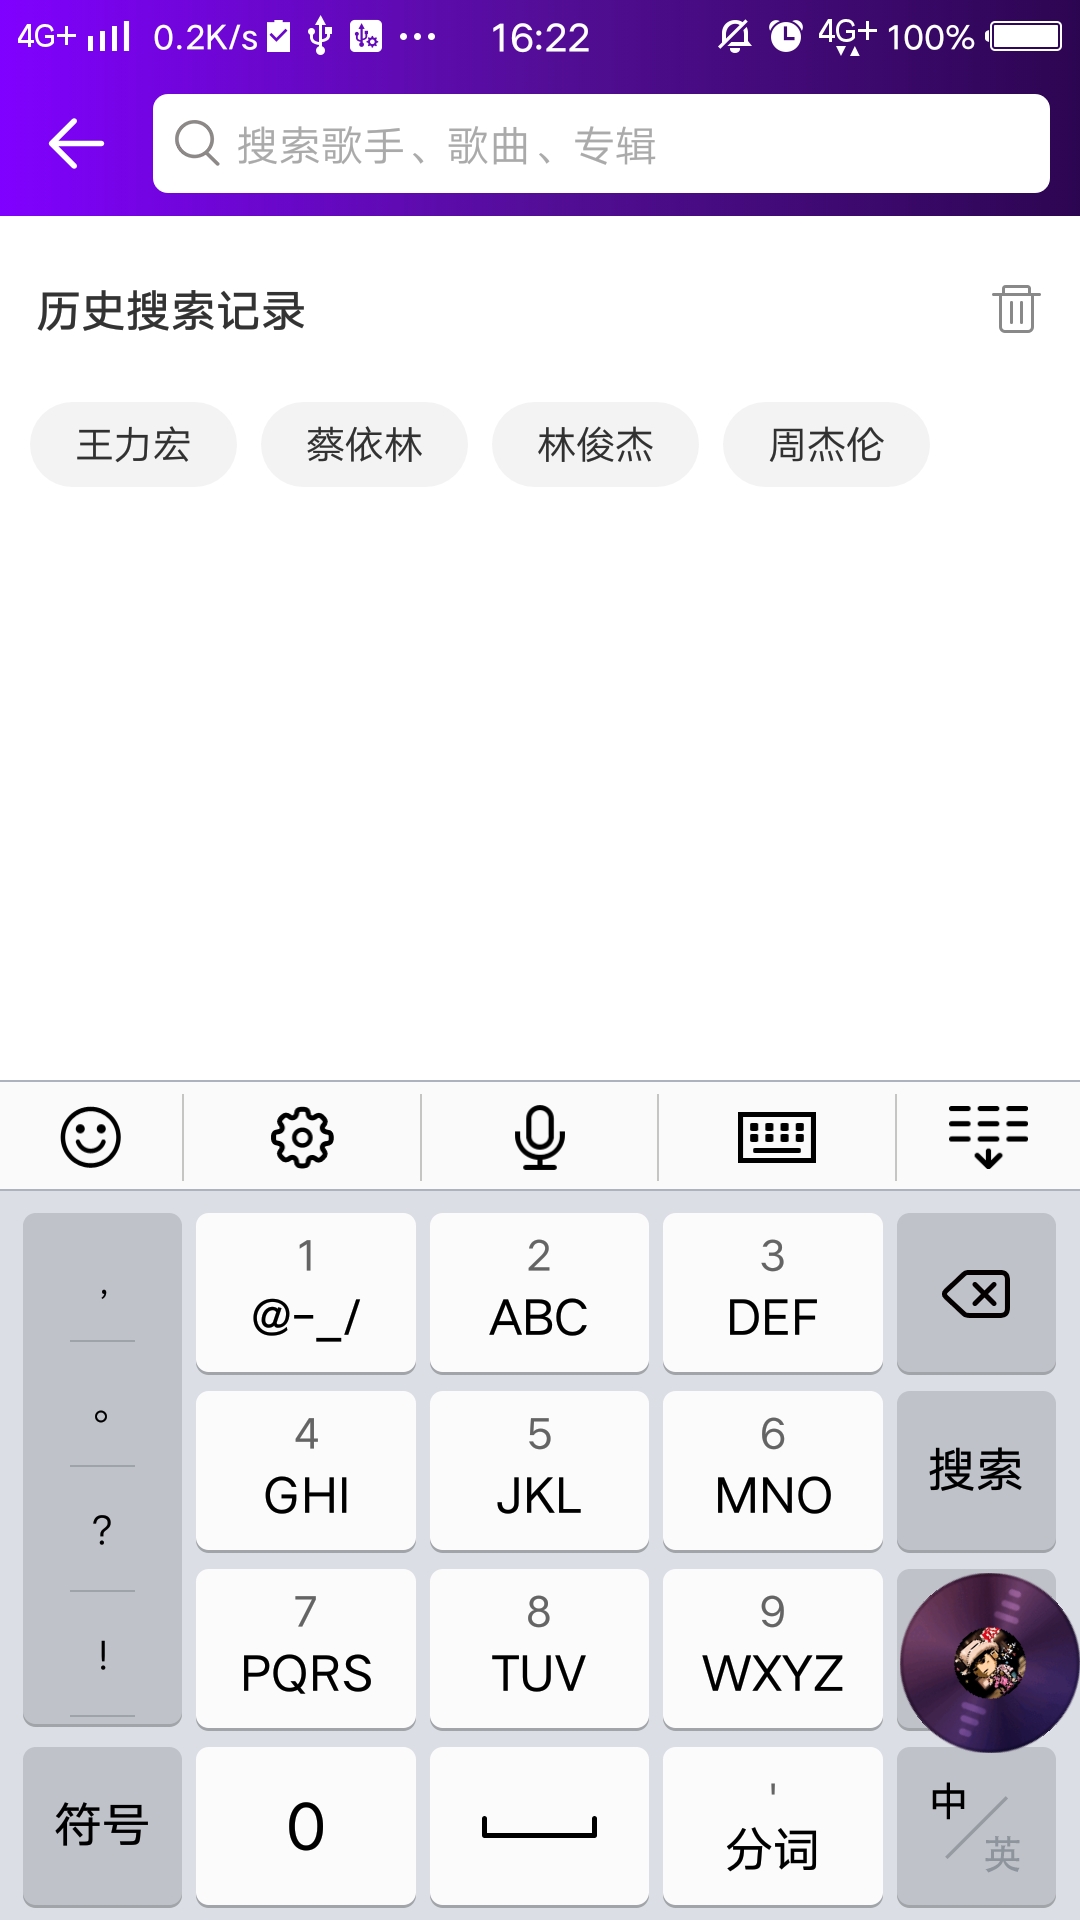 4G+ 0.2K/s 16:22 4G+ 100%
搜索歌手、歌曲、专辑
历史搜索记录
王力宏 蔡依林 林俊杰 周杰伦
, 1 2 3
@-_/ ABC DEF
。 4 5 6
GHI JKL MNO 搜索
? 7 8 9
! PQRS TUV WXYZ
符号 0 ' 中
分词 英